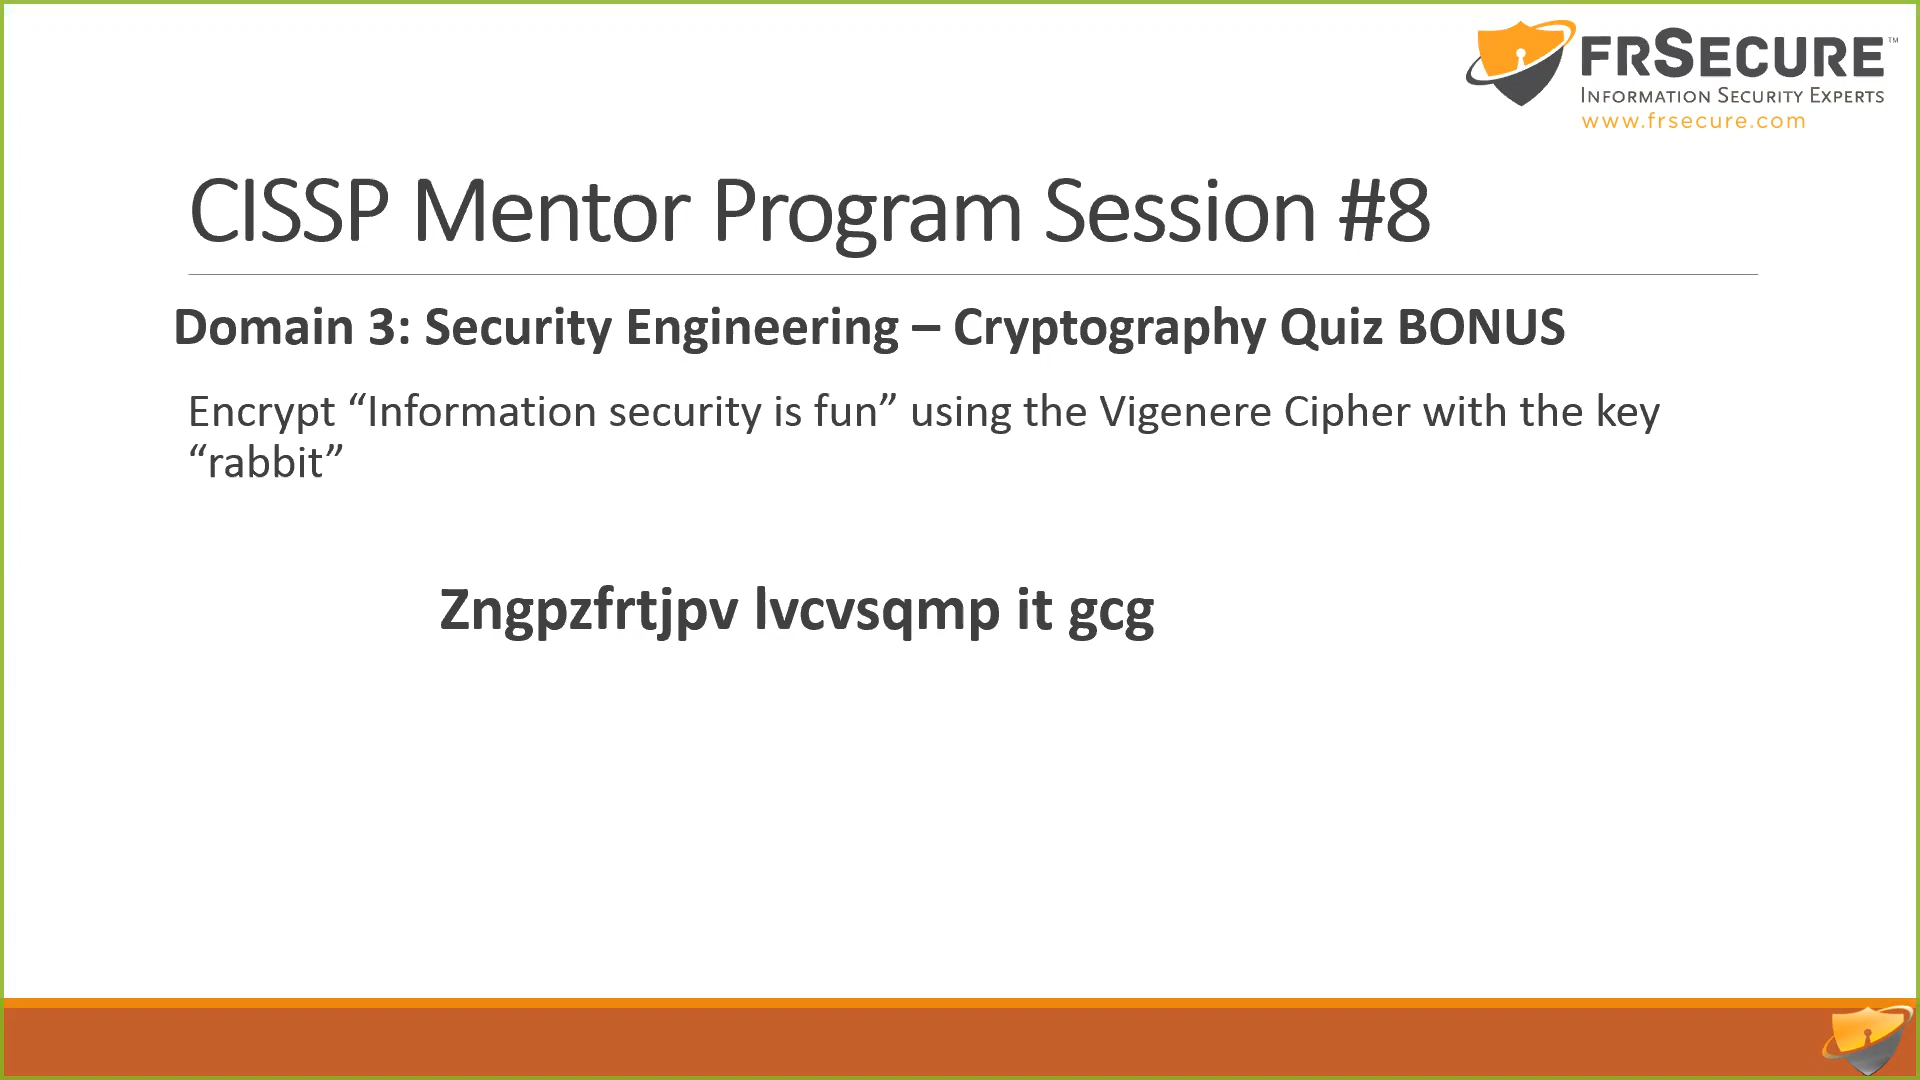 FRSECURE™
INFORMATION SECURITY EXPERTS
www.frsecure.com
CISSP Mentor Program Session #8
Domain 3: Security Engineering – Cryptography Quiz BONUS
Encrypt “Information security is fun” using the Vigenere Cipher with the key
“rabbit”
Zngpzfrtjpv lvcvsqmp it gcg